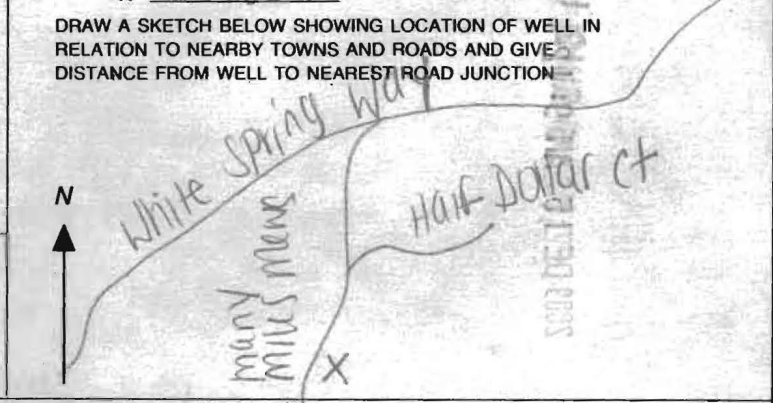 DRAW A SKETCH BELOW SHOWING LOCATION OF WELL IN
RELATION TO NEARBY TOWNS AND ROADS AND GIVE
DISTANCE FROM WELL TO NEAREST ROAD JUNCTION
White Spring Way
N
Half Dollar Ct
many
miles mews
X